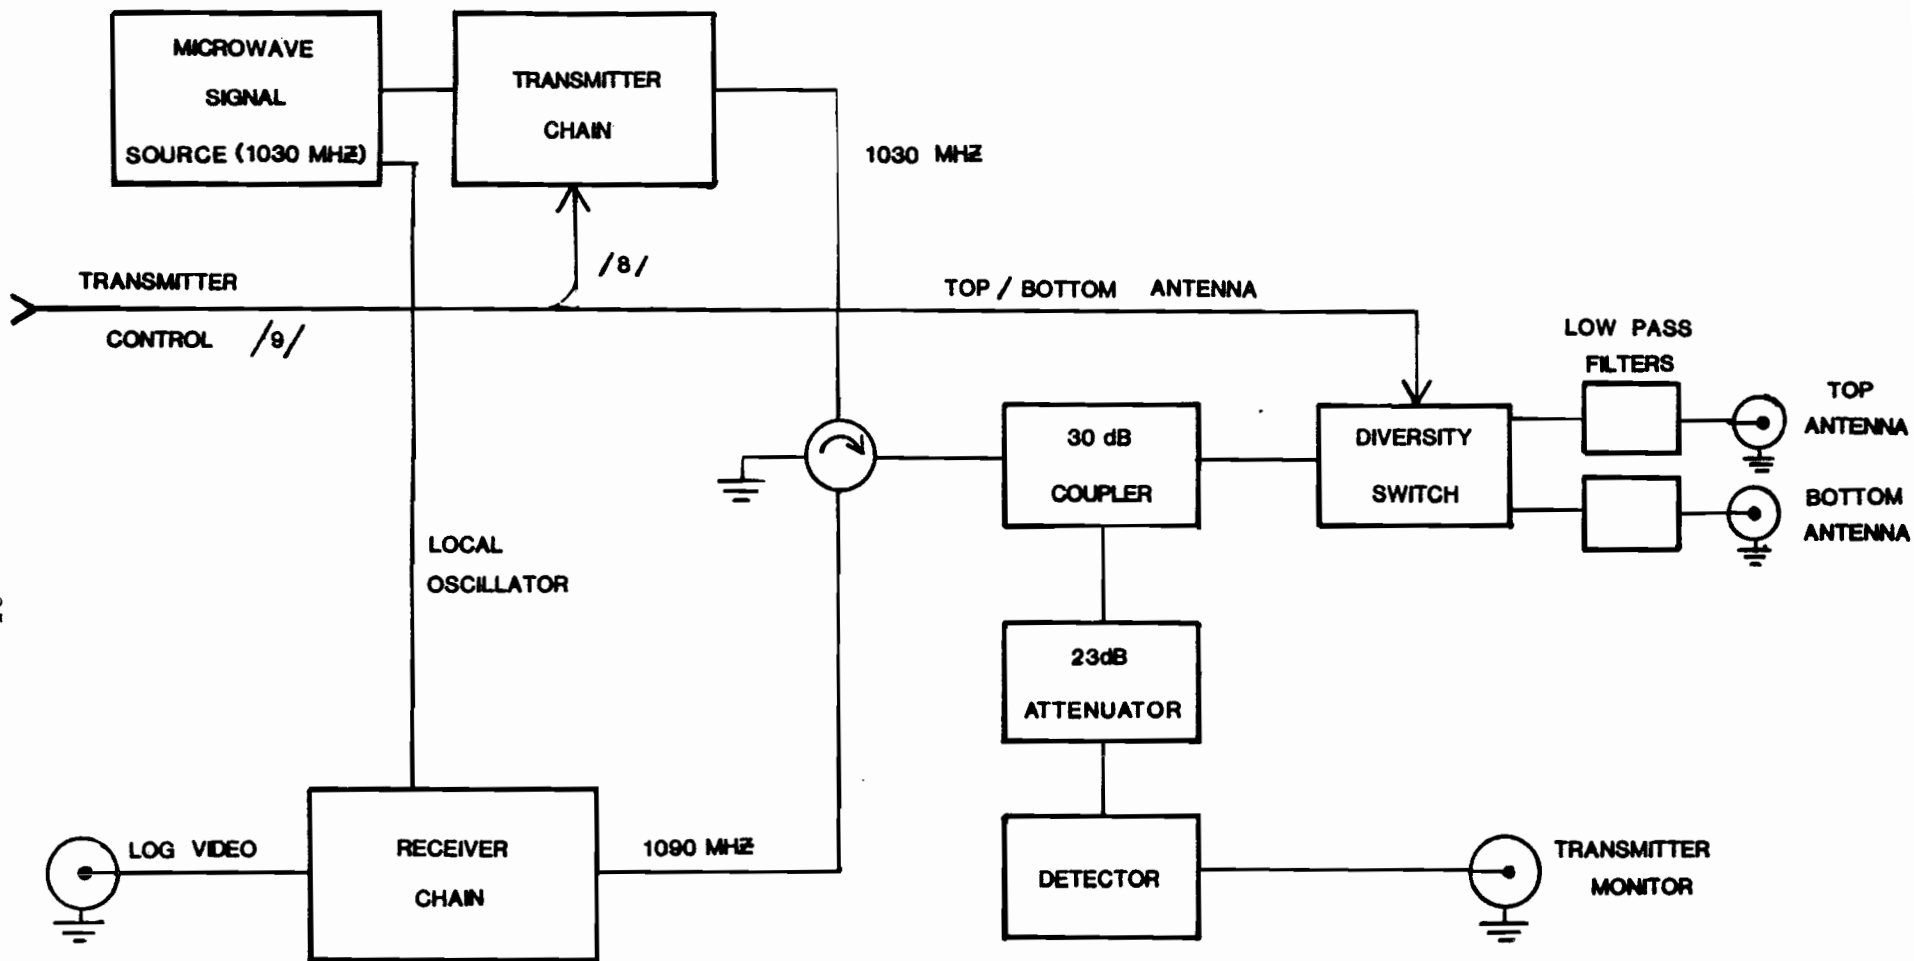 MICROWAVE
SIGNAL
SOURCE (1030 MHZ)
TRANSMITTER
CHAIN
1030 MHZ
/8/
TRANSMITTER
CONTROL /9/
TOP / BOTTOM ANTENNA
LOW PASS
FILTERS
TOP
ANTENNA
30 dB
COUPLER
DIVERSITY
SWITCH
BOTTOM
ANTENNA
LOCAL
OSCILLATOR
23dB
ATTENUATOR
LOG VIDEO
RECEIVER
CHAIN
1090 MHZ
DETECTOR
TRANSMITTER
MONITOR